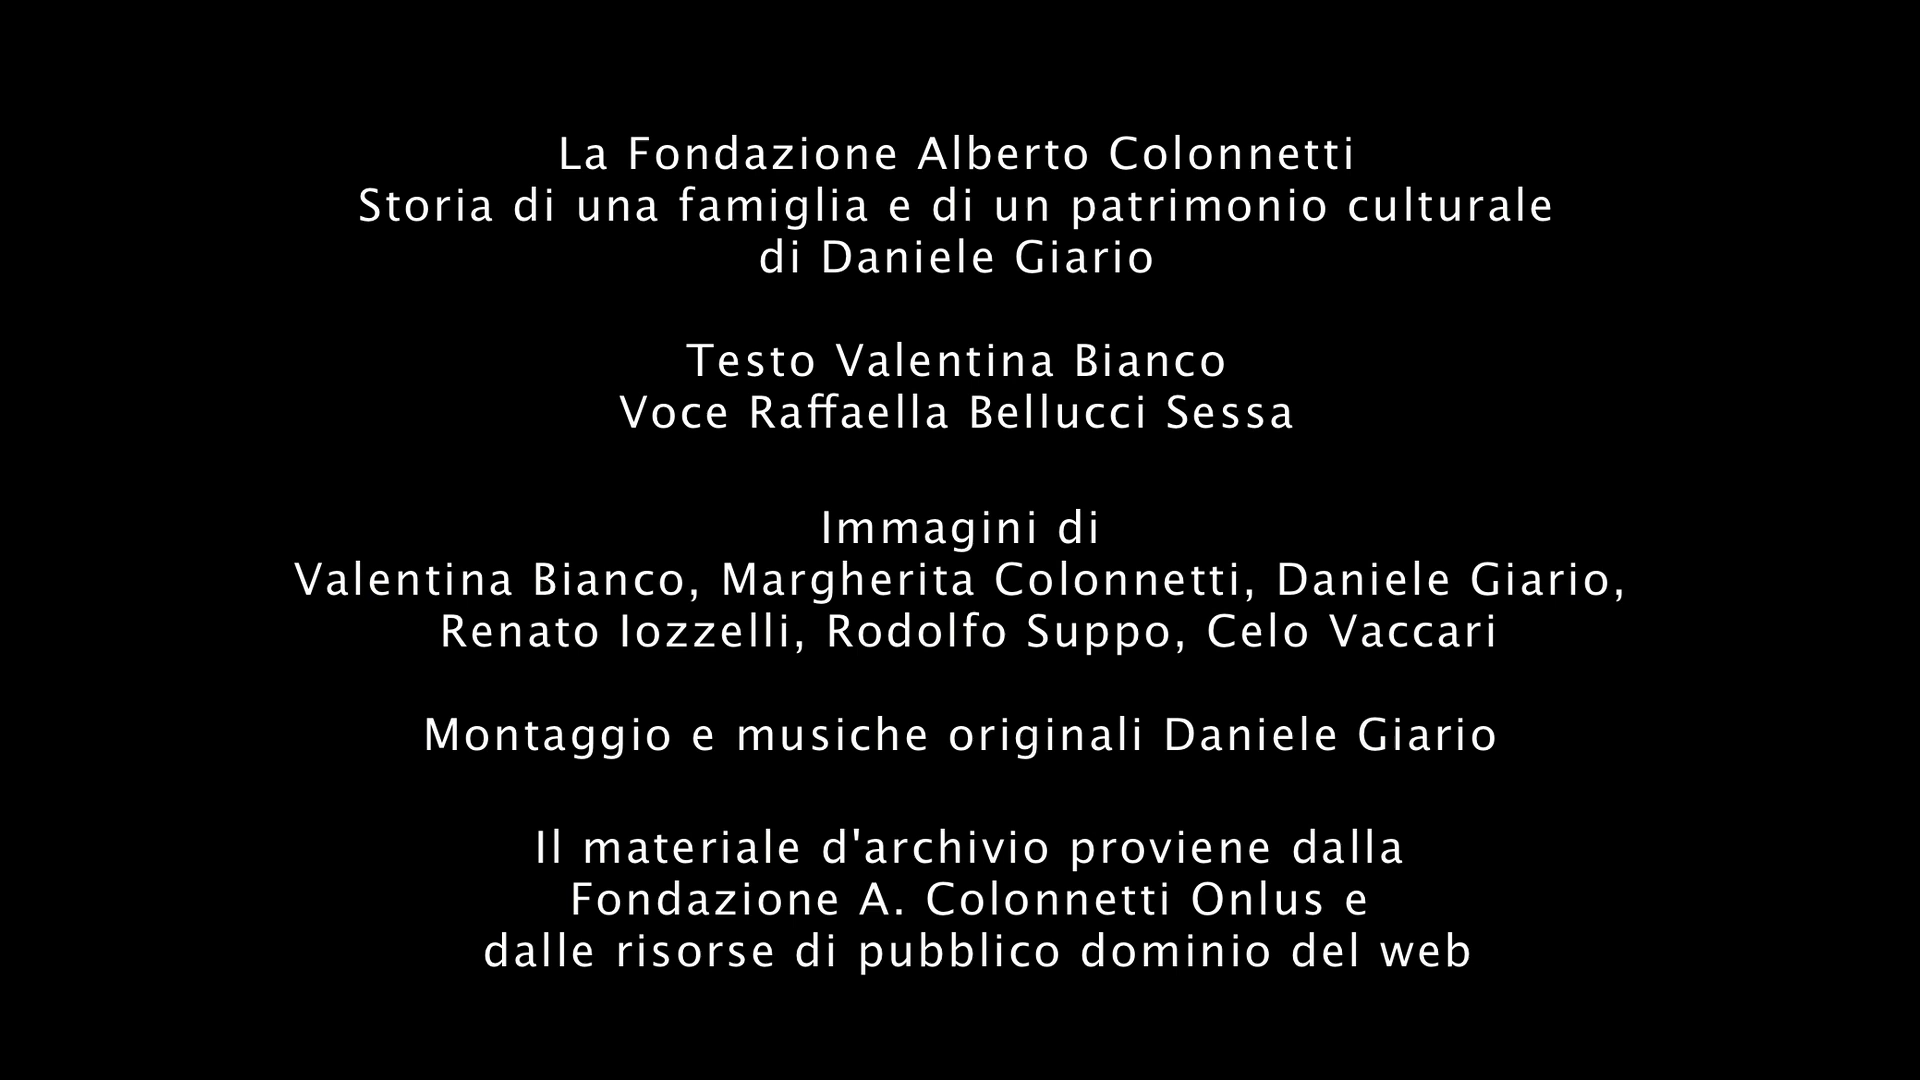 La Fondazione Alberto Colonnetti
Storia di una famiglia e di un patrimonio culturale
di Daniele Giario
Testo Valentina Bianco
Voce Raffaella Bellucci Sessa
Immagini di
Valentina Bianco, Margherita Colonnetti, Daniele Giario,
Renato Iozzelli, Rodolfo Suppo, Celo Vaccari
Montaggio e musiche originali Daniele Giario
Il materiale d'archivio proviene dalla
Fondazione A. Colonnetti Onlus e
dalle risorse di pubblico dominio del web